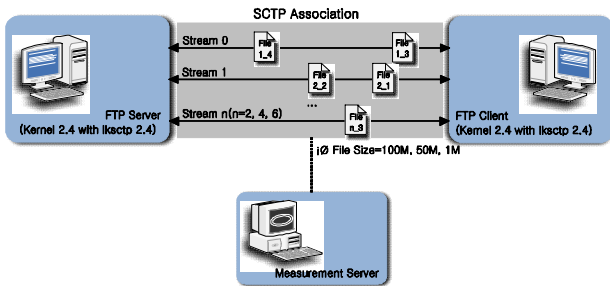 SCTP Association
Stream 0
File
1_4
File
1_3
Stream 1
File
2_2
File
2_1
...
Stream n(n=2, 4, 6)
File
n_3
FTP Server
(Kernel 2.4 with lksctp 2.4)
FTP Client
(Kernel 2.4 with lksctp 2.4)
¡Ø File Size=100M, 50M, 1M
Measurement Server